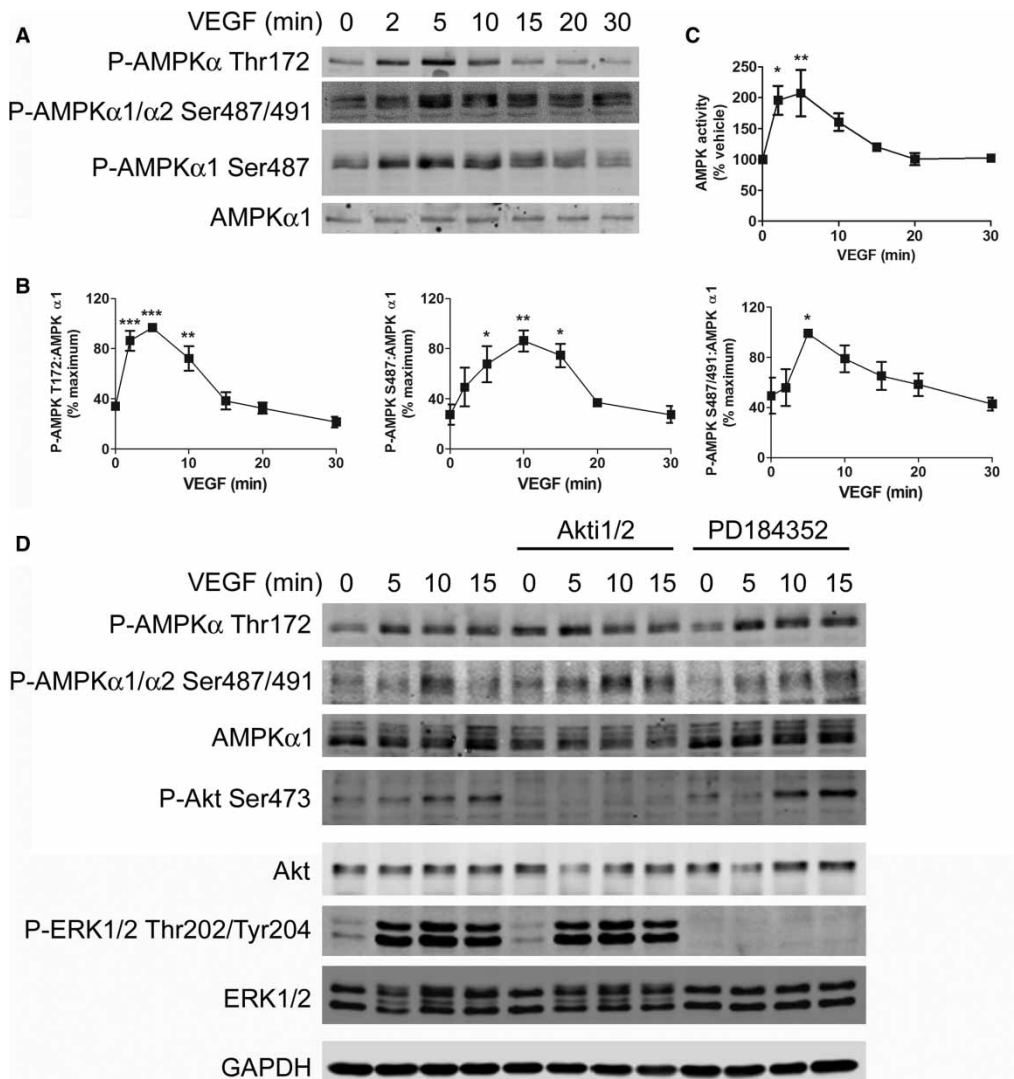 A
VEGF (min) 0 2 5 10 15 20 30
P-AMPKα Thr172
P-AMPKα1/α2 Ser487/491
P-AMPKα1 Ser487
AMPKα1
C
AMPK activity
(% vehicle)
250
200
150
100
50
0
* **
0 10 20 30
VEGF (min)
B
P-AMPK T172:AMPK α1
(% maximum)
120
80
40
0
*** *** **
0 10 20 30
VEGF (min)
P-AMPK S487:AMPK α1
(% maximum)
120
80
40
0
* ** *
0 10 20 30
VEGF (min)
P-AMPK S487/491:AMPK α1
(% maximum)
120
80
40
0
*
0 10 20 30
VEGF (min)
D
Akti1/2 PD184352
VEGF (min) 0 5 10 15 0 5 10 15 0 5 10 15
P-AMPKα Thr172
P-AMPKα1/α2 Ser487/491
AMPKα1
P-Akt Ser473
Akt
P-ERK1/2 Thr202/Tyr204
ERK1/2
GAPDH